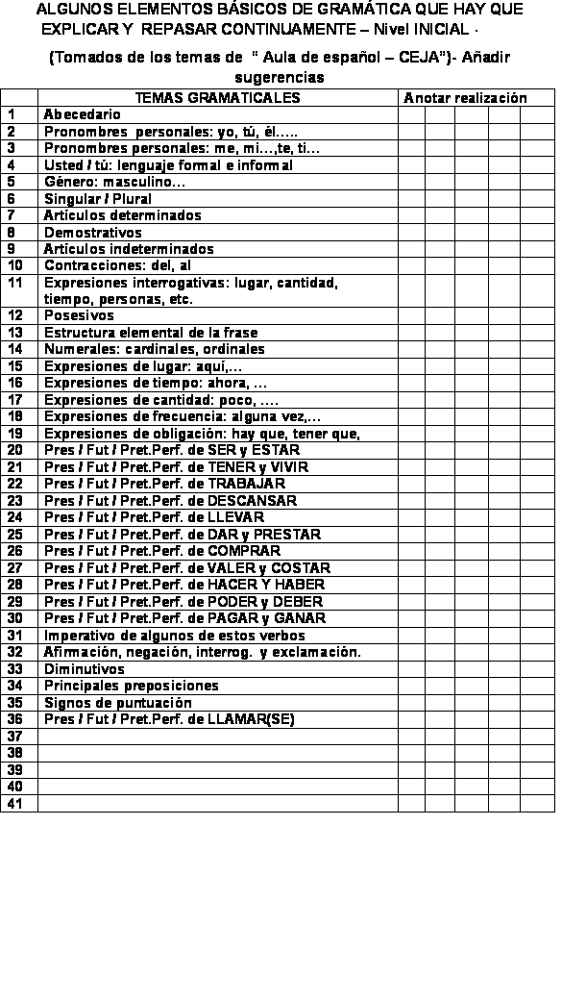 ALGUNOS ELEMENTOS BÁSICOS DE GRAMÁTICA QUE HAY QUE
EXPLICAR Y REPASAR CONTINUAMENTE – Nivel INICIAL -
(Tomados de los temas de “ Aula de español – CEJA”)- Añadir
sugerencias
TEMAS GRAMATICALES Anotar realización
1 Abecedario
2 Pronombres personales: yo, tú, él…..
3 Pronombres personales: me, mi…,te, ti…
4 Usted / tú: lenguaje formal e informal
5 Género: masculino…
6 Singular / Plural
7 Artículos determinados
8 Demostrativos
9 Artículos indeterminados
10 Contracciones: del, al
11 Expresiones interrogativas: lugar, cantidad,
tiempo, personas, etc.
12 Posesivos
13 Estructura elemental de la frase
14 Numerales: cardinales, ordinales
15 Expresiones de lugar: aquí,…
16 Expresiones de tiempo: ahora, …
17 Expresiones de cantidad: poco, ….
18 Expresiones de frecuencia: alguna vez,…
19 Expresiones de obligación: hay que, tener que,
20 Pres / Fut / Pret.Perf. de SER y ESTAR
21 Pres / Fut / Pret.Perf. de TENER y VIVIR
22 Pres / Fut / Pret.Perf. de TRABAJAR
23 Pres / Fut / Pret.Perf. de DESCANSAR
24 Pres / Fut / Pret.Perf. de LLEVAR
25 Pres / Fut / Pret.Perf. de DAR y PRESTAR
26 Pres / Fut / Pret.Perf. de COMPRAR
27 Pres / Fut / Pret.Perf. de VALER y COSTAR
28 Pres / Fut / Pret.Perf. de HACER Y HABER
29 Pres / Fut / Pret.Perf. de PODER y DEBER
30 Pres / Fut / Pret.Perf. de PAGAR y GANAR
31 Imperativo de algunos de estos verbos
32 Afirmación, negación, interrog. y exclamación.
33 Diminutivos
34 Principales preposiciones
35 Signos de puntuación
36 Pres / Fut / Pret.Perf. de LLAMAR(SE)
37
38
39
40
41